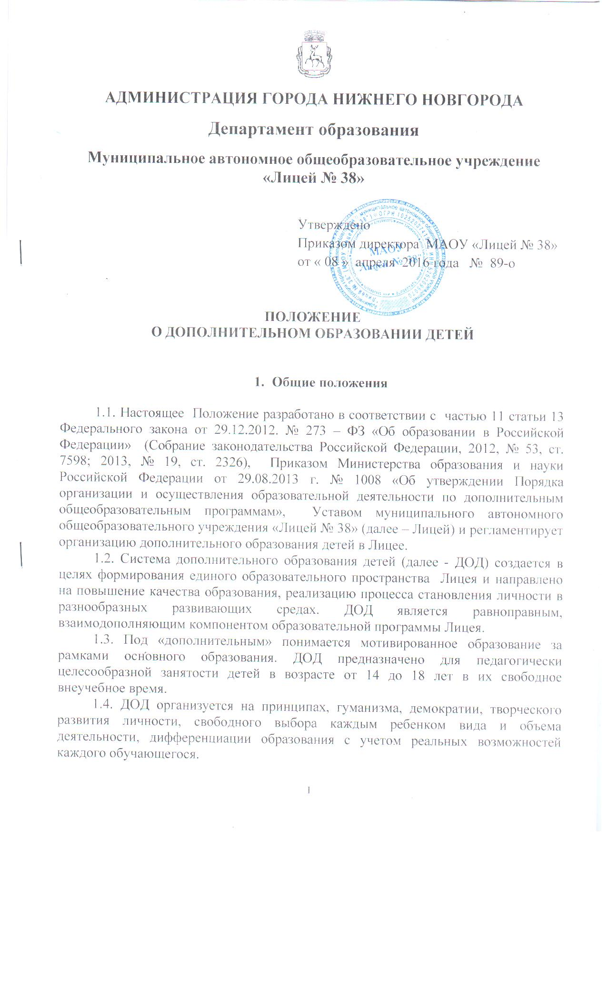 АДМИНИСТРАЦИЯ ГОРОДА НИЖНЕГО НОВГОРОДА
Департамент образования
Муниципальное автономное общеобразовательное учреждение
«Лицей № 38»
Утверждено
Приказом директора МАОУ «Лицей № 38»
от « 08 » апреля 2016 года № 89-о
МАОУ
"Лицей № 38"
ПОЛОЖЕНИЕ
О ДОПОЛНИТЕЛЬНОМ ОБРАЗОВАНИИ ДЕТЕЙ
1. Общие положения
1.1. Настоящее Положение разработано в соответствии с частью 11 статьи 13
Федерального закона от 29.12.2012. № 273 – ФЗ «Об образовании в Российской
Федерации» (Собрание законодательства Российской Федерации, 2012, № 53, ст.
7598; 2013, № 19, ст. 2326), Приказом Министерства образования и науки
Российской Федерации от 29.08.2013 г. № 1008 «Об утверждении Порядка
организации и осуществления образовательной деятельности по дополнительным
общеобразовательным программам», Уставом муниципального автономного
общеобразовательного учреждения «Лицей № 38» (далее – Лицей) и регламентирует
организацию дополнительного образования детей в Лицее.
1.2. Система дополнительного образования детей (далее - ДОД) создается в
целях формирования единого образовательного пространства Лицея и направлено
на повышение качества образования, реализацию процесса становления личности в
разнообразных развивающих средах. ДОД является равноправным,
взаимодополняющим компонентом образовательной программы Лицея.
1.3. Под «дополнительным» понимается мотивированное образование за
рамками основного образования. ДОД предназначено для педагогически
целесообразной занятости детей в возрасте от 14 до 18 лет в их свободное
внеучебное время.
1.4. ДОД организуется на принципах, гуманизма, демократии, творческого
развития личности, свободного выбора каждым ребенком вида и объема
деятельности, дифференциации образования с учетом реальных возможностей
каждого обучающегося.
1